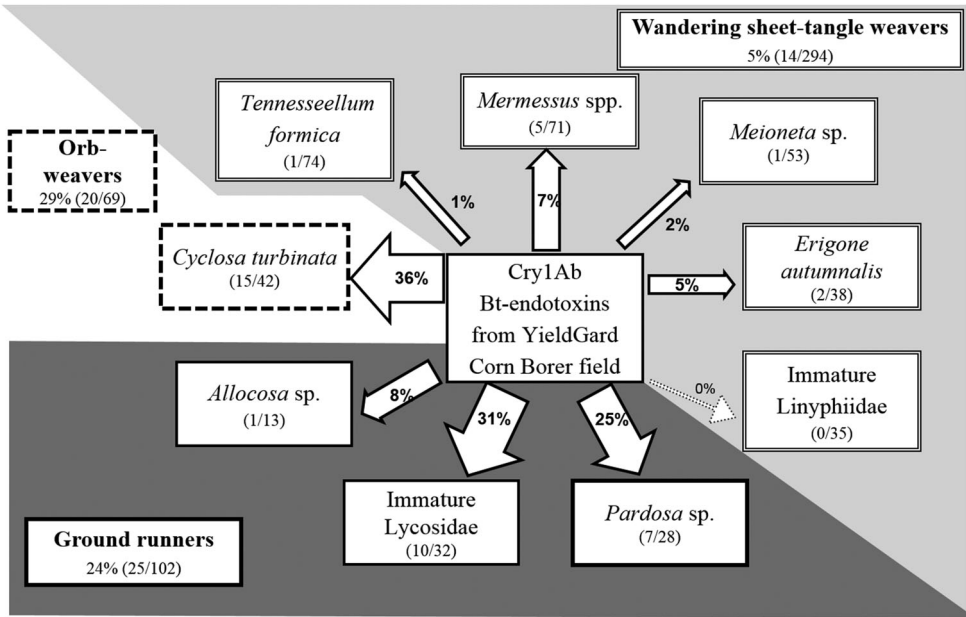 Wandering sheet-tangle weavers
5% (14/294)
Tennesseellum
formica
(1/74)
Mermessus spp.
(5/71)
Meioneta sp.
(1/53)
Orb-
weavers
29% (20/69)
1%
7%
2%
Cyclosa turbinata
(15/42)
36%
Cry1Ab
Bt-endotoxins
from YieldGard
Corn Borer field
5%
Erigone
autumnalis
(2/38)
Allocosa sp.
(1/13)
8%
31%
25%
0%
Immature
Linyphiidae
(0/35)
Immature
Lycosidae
(10/32)
Pardosa sp.
(7/28)
Ground runners
24% (25/102)